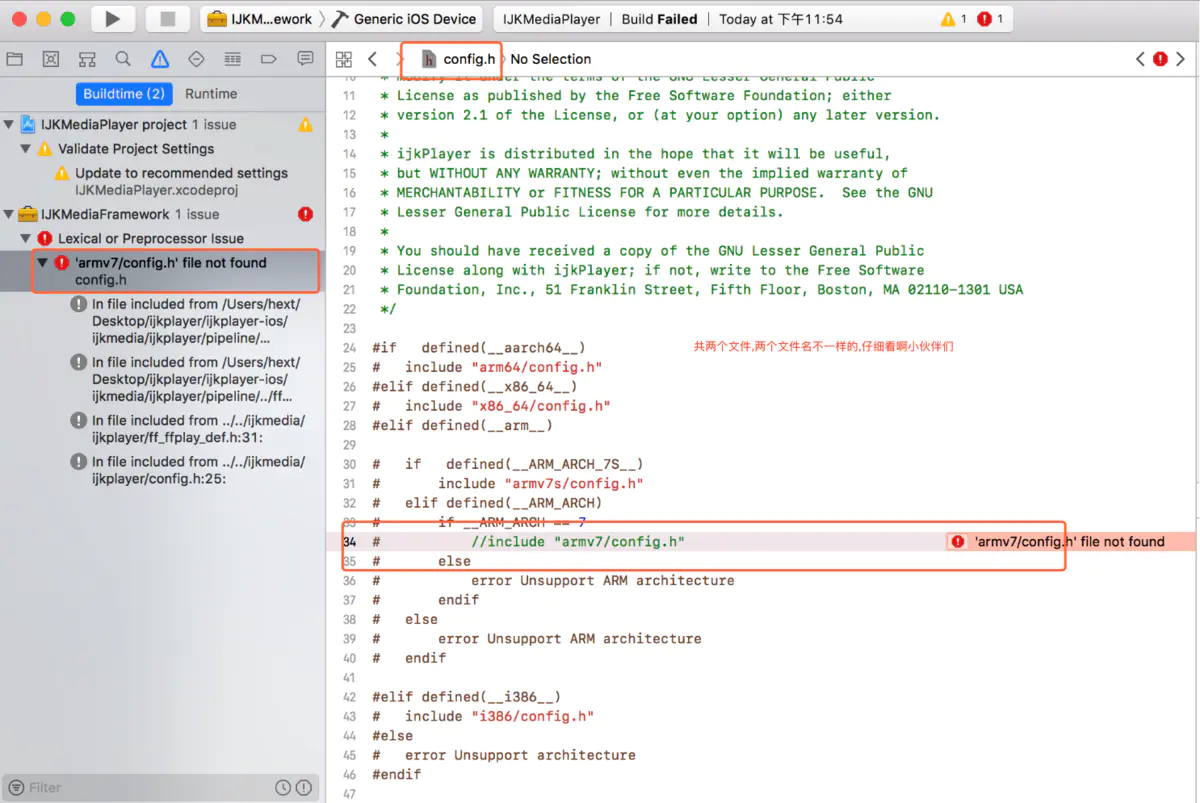 IJKM...ework
Generic iOS Device
IJKMediaPlayer
Build Failed
Today at 下午11:54
1
1
config.h
No Selection
Buildtime (2)
Runtime
IJKMediaPlayer project 1 issue
Validate Project Settings
Update to recommended settings
IJKMediaPlayer.xcodeproj
IJKMediaFramework 1 issue
Lexical or Preprocessor Issue
'armv7/config.h' file not found
config.h
In file included from /Users/hext/
Desktop/ijkplayer/ijkplayer-ios/
ijkmedia/ijkplayer/pipeline/...
In file included from /Users/hext/
Desktop/ijkplayer/ijkplayer-ios/
ijkmedia/ijkplayer/pipeline/../ff...
In file included from ../../ijkmedia/
ijkplayer/ff_ffplay_def.h:31:
In file included from ../../ijkmedia/
ijkplayer/config.h:25:
Filter
10 * modify it under the terms of the GNU Lesser General Public
11 * License as published by the Free Software Foundation; either
12 * version 2.1 of the License, or (at your option) any later version.
13 *
14 * ijkPlayer is distributed in the hope that it will be useful,
15 * but WITHOUT ANY WARRANTY; without even the implied warranty of
16 * MERCHANTABILITY or FITNESS FOR A PARTICULAR PURPOSE.  See the GNU
17 * Lesser General Public License for more details.
18 *
19 * You should have received a copy of the GNU Lesser General Public
20 * License along with ijkPlayer; if not, write to the Free Software
21 * Foundation, Inc., 51 Franklin Street, Fifth Floor, Boston, MA 02110-1301 USA
22 */
23
24 #if   defined(__aarch64__)
共两个文件,两个文件名不一样的,仔细看啊小伙伴们
25 #   include "arm64/config.h"
26 #elif defined(__x86_64__)
27 #   include "x86_64/config.h"
28 #elif defined(__arm__)
29
30 #   if   defined(__ARM_ARCH_7S__)
31 #       include "armv7s/config.h"
32 #   elif defined(__ARM_ARCH)
33 #       if __ARM_ARCH == 7
34 #           //include "armv7/config.h"
'armv7/config.h' file not found
35 #       else
36 #           error Unsupport ARM architecture
37 #       endif
38 #   else
39 #       error Unsupport ARM architecture
40 #   endif
41
42 #elif defined(__i386__)
43 #   include "i386/config.h"
44 #else
45 #   error Unsupport architecture
46 #endif
47